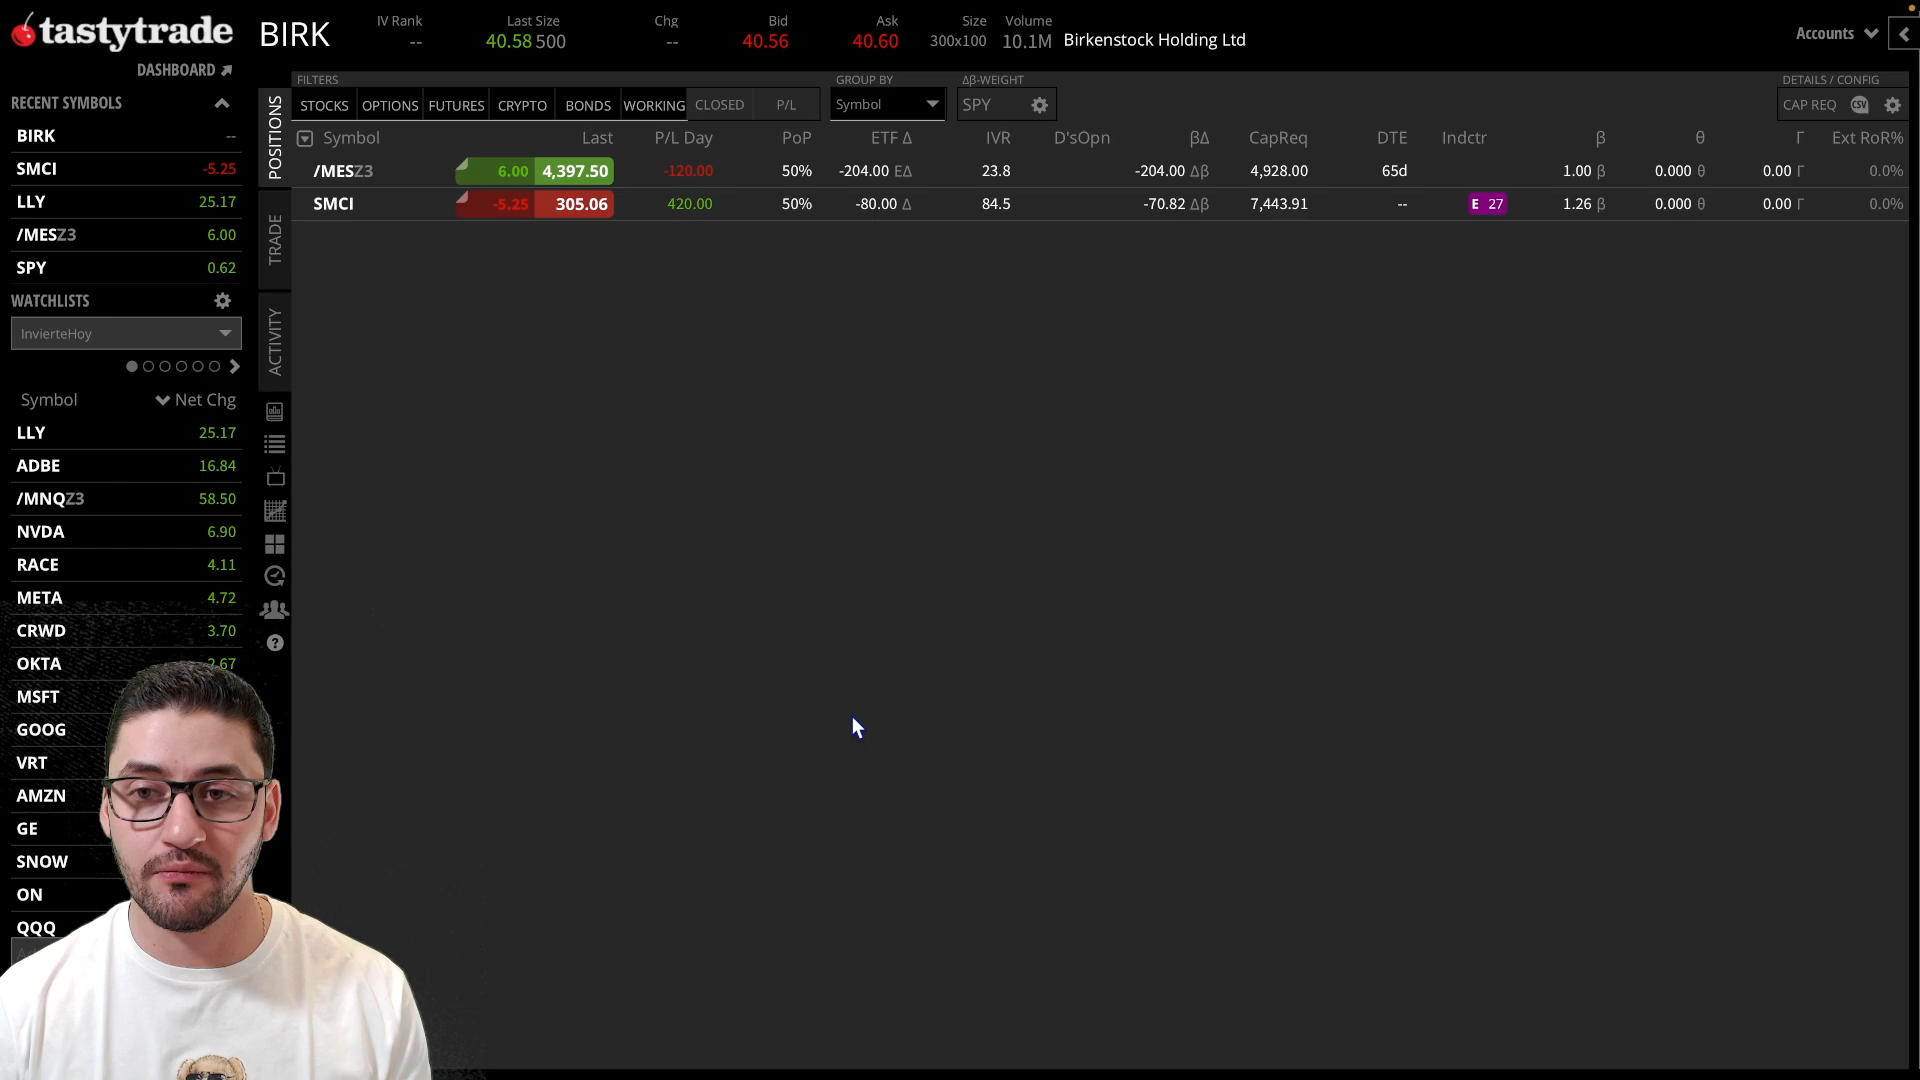 tastytrade
BIRK
IV Rank
--
Last Size
40.58 500
Chg
--
Bid
40.56
Ask
40.60
Size
300x100
Volume
10.1M
Birkenstock Holding Ltd
Accounts
DASHBOARD
RECENT SYMBOLS
BIRK --
SMCI -5.25
LLY 25.17
/MESZ3 6.00
SPY 0.62
WATCHLISTS
InvierteHoy
Symbol Net Chg
LLY 25.17
ADBE 16.84
/MNQZ3 58.50
NVDA 6.90
RACE 4.11
META 4.72
CRWD 3.70
OKTA 2.67
MSFT
GOOG
VRT
AMZN
GE
SNOW
ON
QQQ
POSITIONS
TRADE
ACTIVITY
FILTERS
STOCKS OPTIONS FUTURES CRYPTO BONDS WORKING CLOSED P/L
GROUP BY
Symbol
Δβ-WEIGHT
SPY
DETAILS / CONFIG
CAP REQ CSV
Symbol Last P/L Day PoP ETF Δ IVR D'sOpn βΔ CapReq DTE Indctr β θ Γ Ext RoR%
/MESZ3 6.00 4,397.50 -120.00 50% -204.00 EΔ 23.8 -204.00 Δβ 4,928.00 65d 1.00 β 0.000 θ 0.00 Γ 0.0%
SMCI -5.25 305.06 420.00 50% -80.00 Δ 84.5 -70.82 Δβ 7,443.91 -- E 27 1.26 β 0.000 θ 0.00 Γ 0.0%